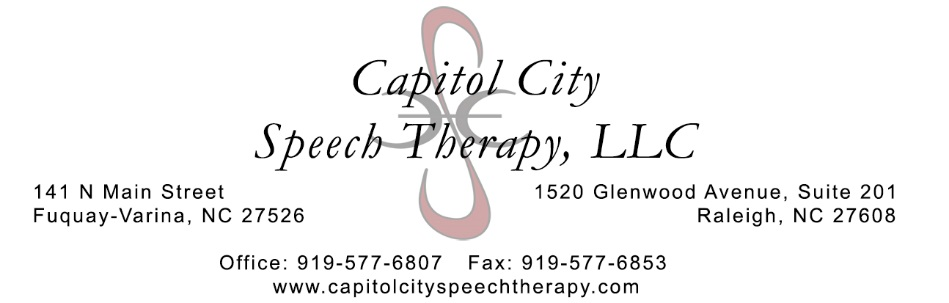 Capitol City
Speech Therapy, LLC
141 N Main Street
Fuquay-Varina, NC 27526
1520 Glenwood Avenue, Suite 201
Raleigh, NC 27608
Office: 919-577-6807 Fax: 919-577-6853
www.capitolcityspeechtherapy.com